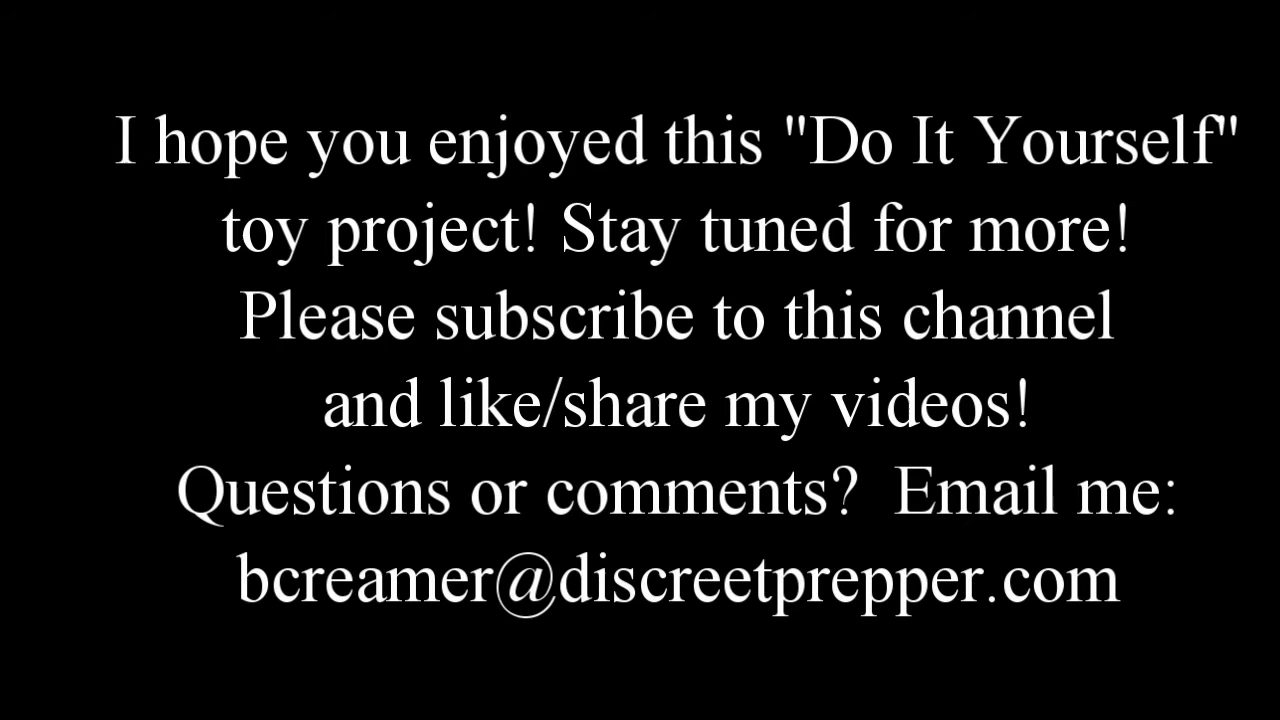 I hope you enjoyed this "Do It Yourself"
toy project! Stay tuned for more!
Please subscribe to this channel
and like/share my videos!
Questions or comments?  Email me:
bcreamer@discreetprepper.com